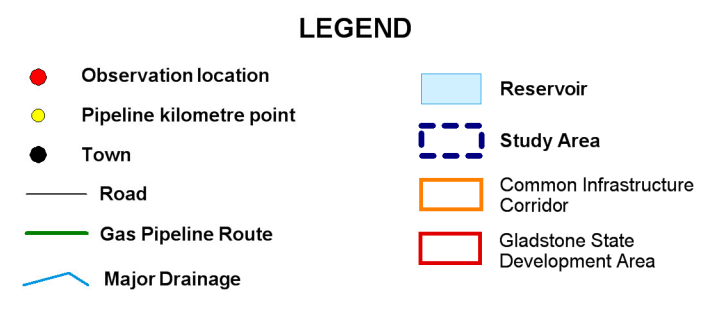 LEGEND
Observation location
Pipeline kilometre point
Town
Road
Gas Pipeline Route
Major Drainage
Reservoir
Study Area
Common Infrastructure
Corridor
Gladstone State
Development Area